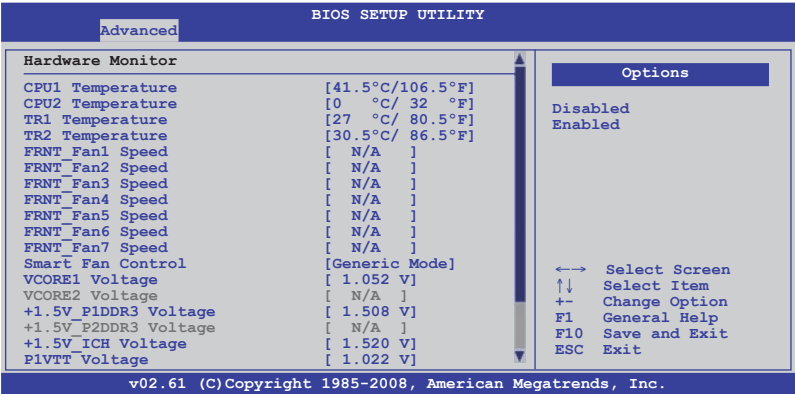 BIOS SETUP UTILITY
Advanced
Hardware Monitor
CPU1 Temperature [41.5°C/106.5°F]
CPU2 Temperature [0 °C/ 32 °F]
TR1 Temperature [27 °C/ 80.5°F]
TR2 Temperature [30.5°C/ 86.5°F]
FRNT_Fan1 Speed [ N/A ]
FRNT_Fan2 Speed [ N/A ]
FRNT_Fan3 Speed [ N/A ]
FRNT_Fan4 Speed [ N/A ]
FRNT_Fan5 Speed [ N/A ]
FRNT_Fan6 Speed [ N/A ]
FRNT_Fan7 Speed [ N/A ]
Smart Fan Control [Generic Mode]
VCORE1 Voltage [ 1.052 V]
VCORE2 Voltage [ N/A ]
+1.5V_P1DDR3 Voltage [ 1.508 V]
+1.5V_P2DDR3 Voltage [ N/A ]
+1.5V_ICH Voltage [ 1.520 V]
P1VTT Voltage [ 1.022 V]
Options
Disabled
Enabled
←→ Select Screen
↑↓ Select Item
+- Change Option
F1 General Help
F10 Save and Exit
ESC Exit
v02.61 (C)Copyright 1985-2008, American Megatrends, Inc.